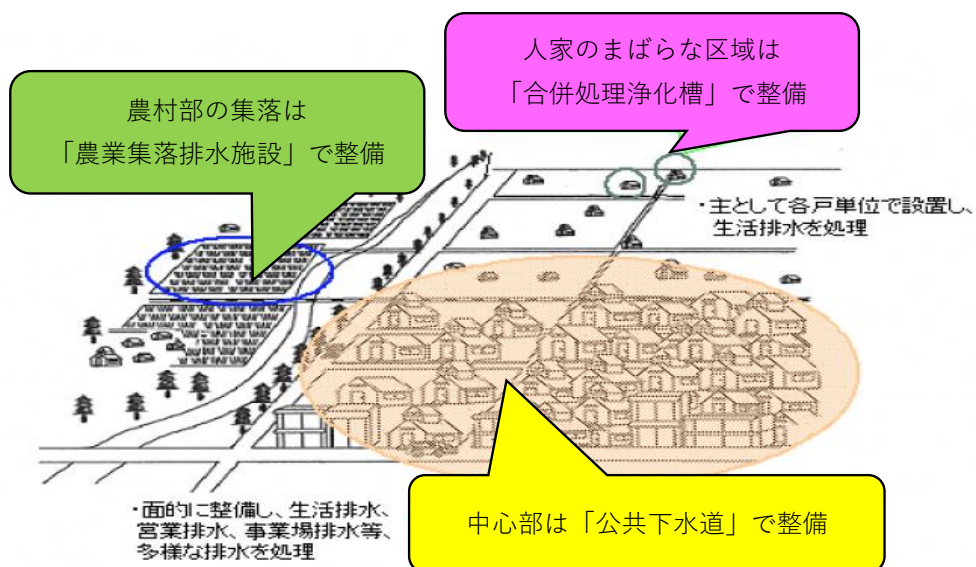 人家のまばらな区域は
「合併処理浄化槽」で整備
農村部の集落は
「農業集落排水施設」で整備
・主として各戸単位で設置し、
生活排水を処理
・面的に整備し、生活排水、
営業排水、事業場排水等、
多様な排水を処理
中心部は「公共下水道」で整備